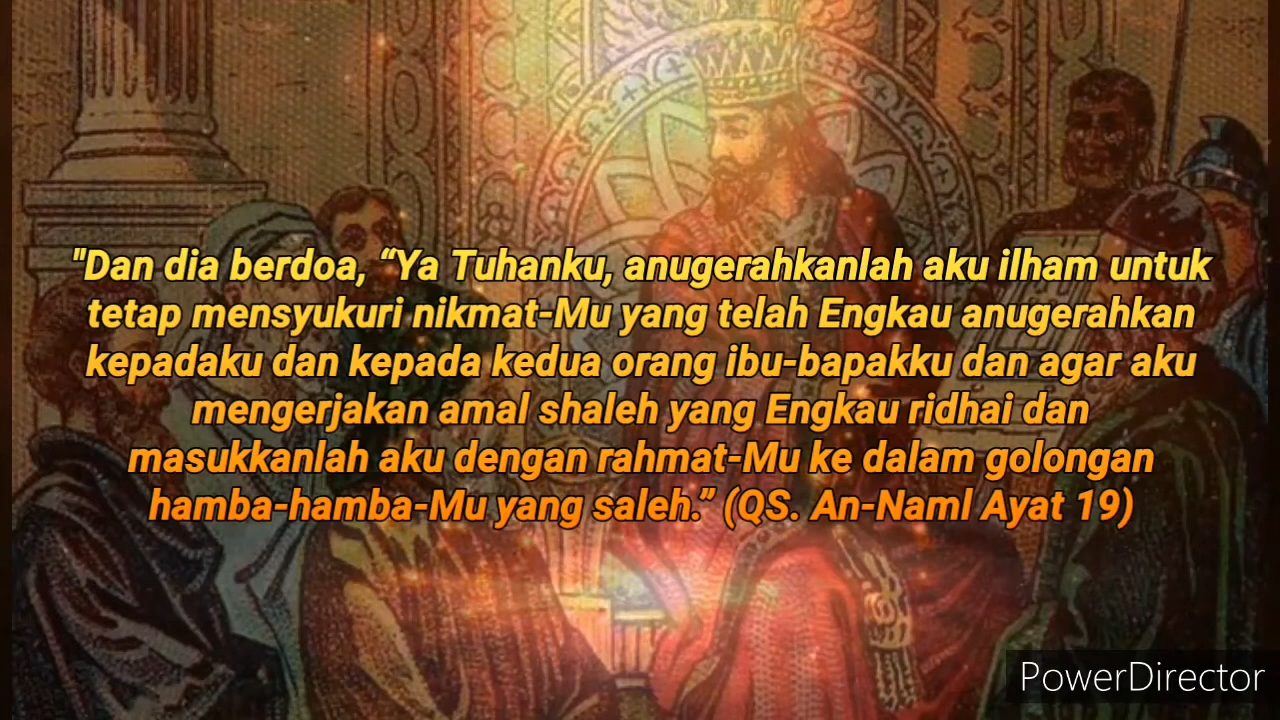 "Dan dia berdoa, “Ya Tuhanku, anugerahkanlah aku ilham untuk
tetap mensyukuri nikmat-Mu yang telah Engkau anugerahkan
kepadaku dan kepada kedua orang ibu-bapakku dan agar aku
mengerjakan amal shaleh yang Engkau ridhai dan
masukkanlah aku dengan rahmat-Mu ke dalam golongan
hamba-hamba-Mu yang saleh.” (QS. An-Naml Ayat 19)
PowerDirector